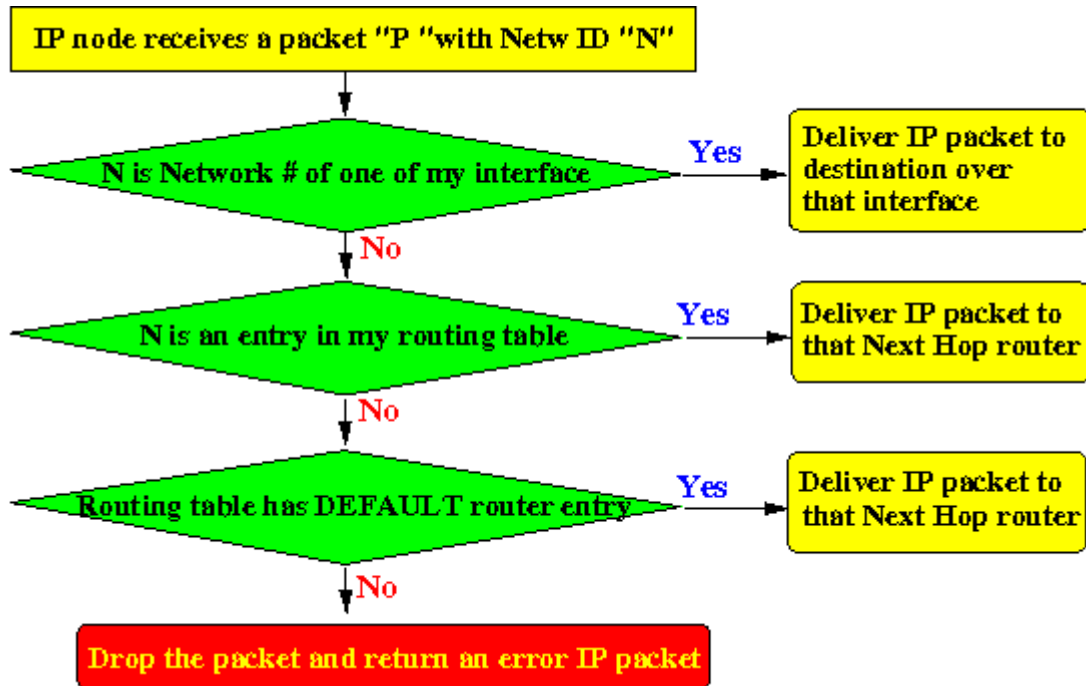 IP node receives a packet "P "with Netw ID "N"
N is Network # of one of my interface
Yes
Deliver IP packet to
destination over
that interface
No
N is an entry in my routing table
Yes
Deliver IP packet to
that Next Hop router
No
Routing table has DEFAULT router entry
Yes
Deliver IP packet to
that Next Hop router
No
Drop the packet and return an error IP packet